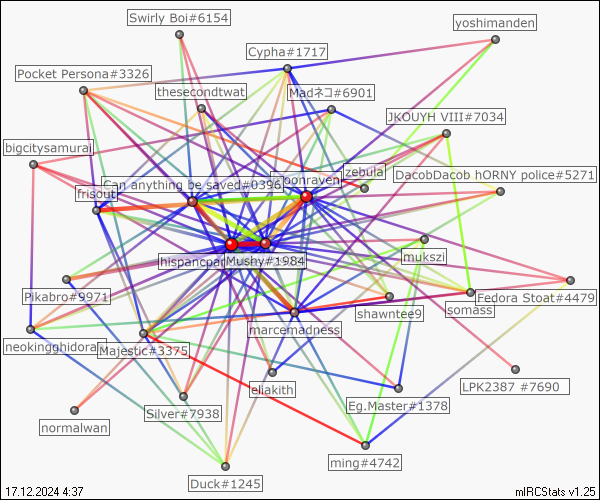 Swirly Boi#6154
yoshimanden
Cypha#1717
Pocket Persona#3326
thesecondtwat
Madネコ#6901
JKOUYH VIII#7034
bigcitysamurai
zebula
DacobDacob hORNY police#5271
Can anything be saved#0396
frisout
mukszi
Mushy#1984
Pikabro#9971
Fedora Stoat#4479
somass
shawntee9
marcemadness
neokingghidorah
Majestic#3375
LPK2387 #7690
eliakith
Eg.Master#1378
Silver#7938
normalwan
ming#4742
Duck#1245
17.12.2024 4:37
mIRCStats v1.25